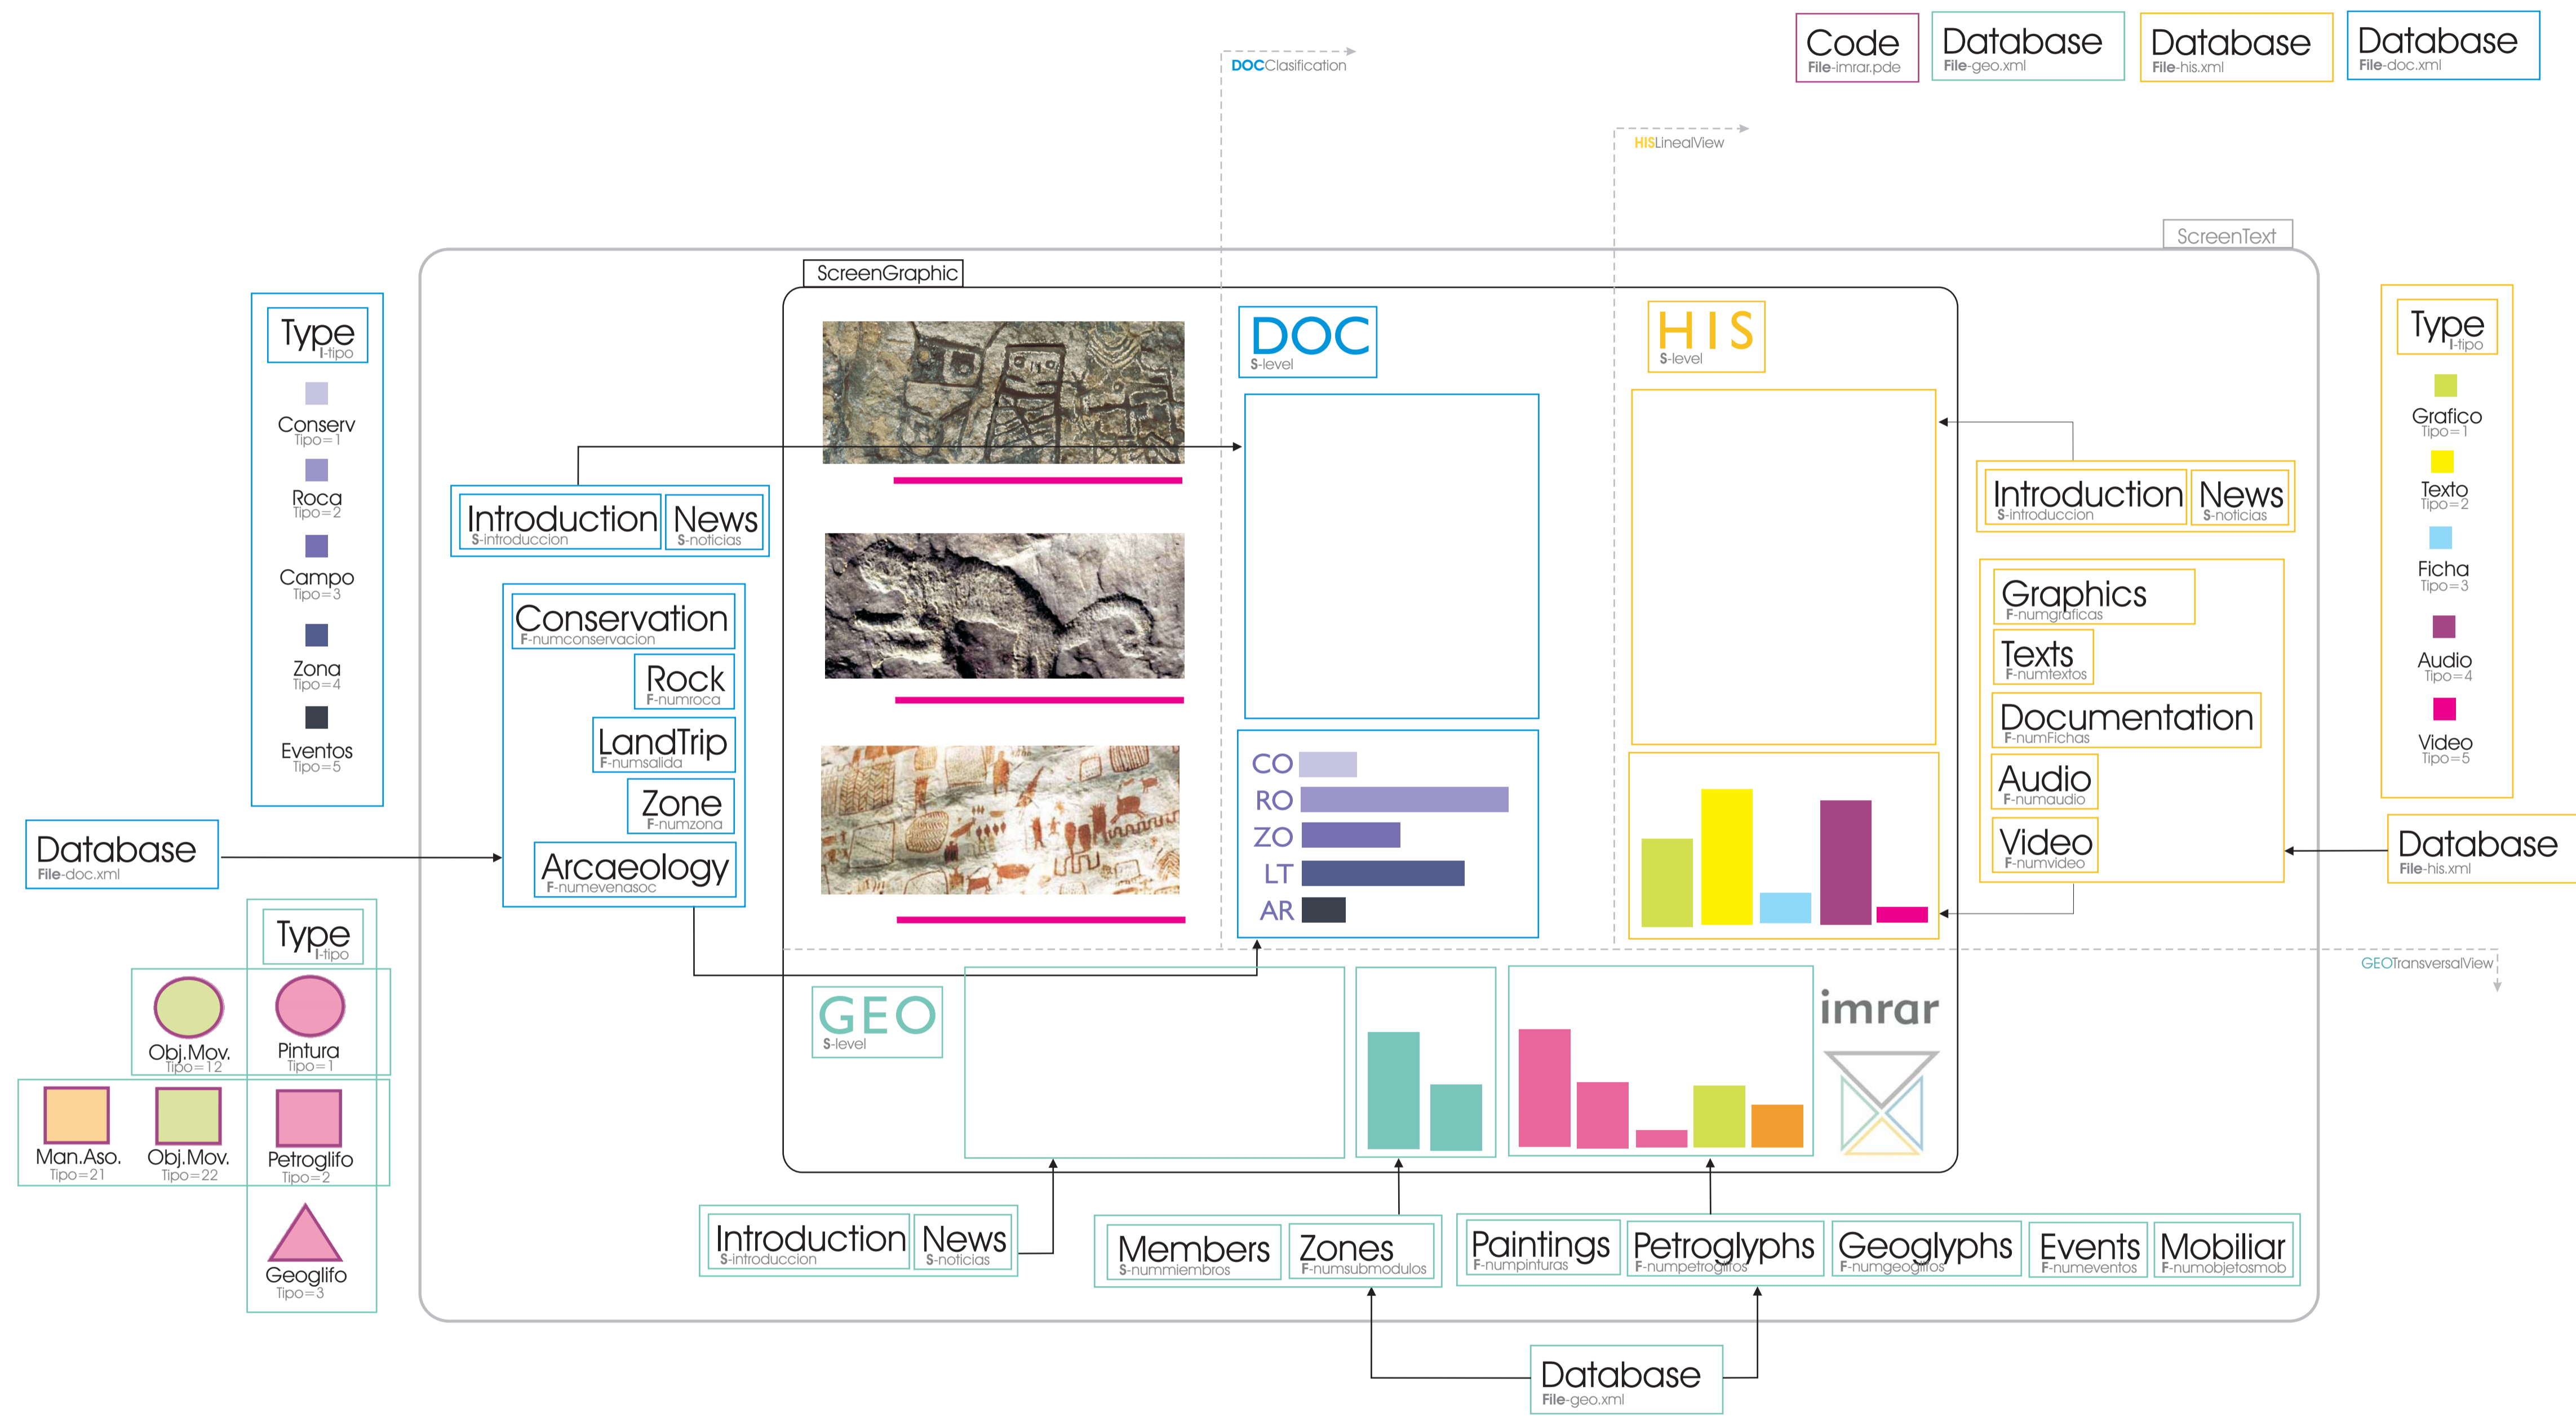 Code
File-imrar.pde
Database
File-geo.xml
Database
File-his.xml
Database
File-doc.xml
DOCClasification
HISLinealView
ScreenText
ScreenGraphic
Type
I-tipo
Conserv
Tipo=1
Roca
Tipo=2
Campo
Tipo=3
Zona
Tipo=4
Eventos
Tipo=5
DOC
S-level
HIS
S-level
Type
I-tipo
Grafico
Tipo=1
Texto
Tipo=2
Ficha
Tipo=3
Audio
Tipo=4
Video
Tipo=5
Introduction
S-introduccion
News
S-noticias
Introduction
S-introduccion
News
S-noticias
Conservation
F-numconservacion
Rock
F-numroca
LandTrip
F-numsalida
Zone
F-numzona
Arcaeology
F-numevenasoc
Graphics
F-numgraficas
Texts
F-numtextos
Documentation
F-numFichas
Audio
F-numaudio
Video
F-numvideo
CO
RO
ZO
LT
AR
Database
File-doc.xml
Database
File-his.xml
Type
I-tipo
Obj.Mov.
Tipo=12
Pintura
Tipo=1
Man.Aso.
Tipo=21
Obj.Mov.
Tipo=22
Petroglifo
Tipo=2
Geoglifo
Tipo=3
GEO
S-level
imrar
GEOTransversalView
Introduction
S-introduccion
News
S-noticias
Members
S-nummiembros
Zones
F-numsubmodulos
Paintings
F-numpinturas
Petroglyphs
F-numpetroglifos
Geoglyphs
F-numgeoglifos
Events
F-numeventos
Mobiliar
F-numobjetosmob
Database
File-geo.xml